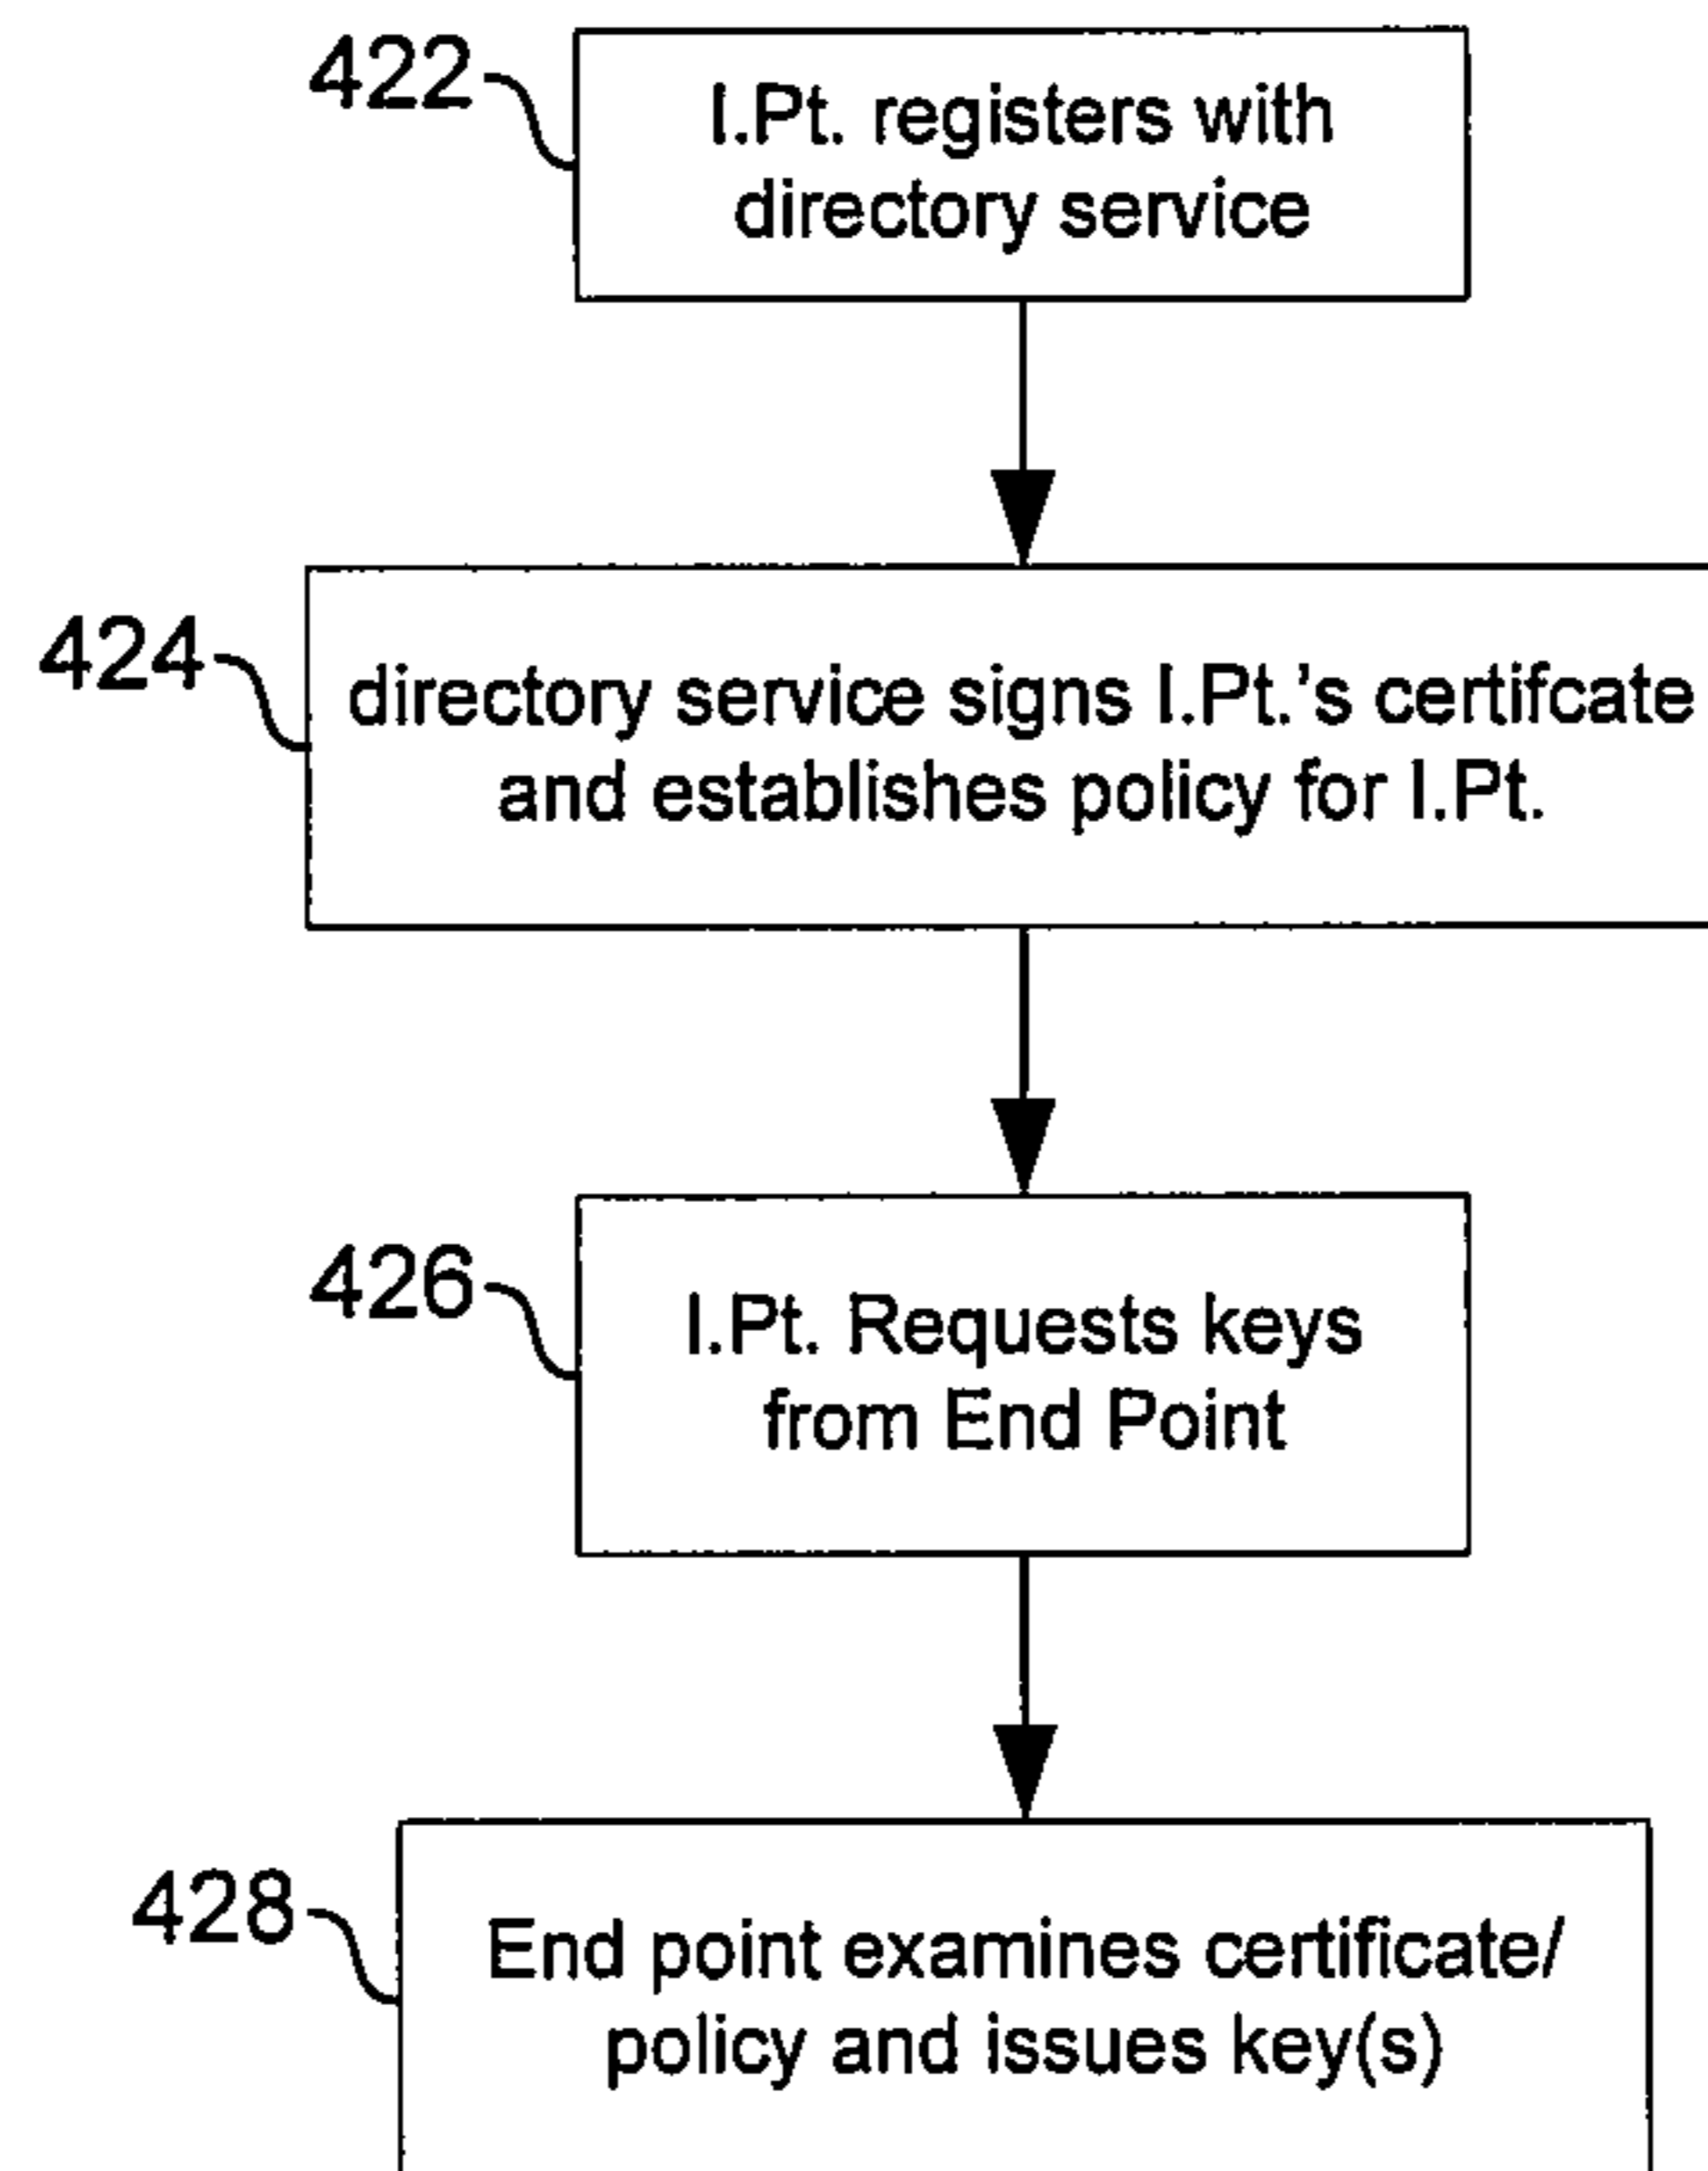 422
I.Pt. registers with
directory service
424
directory service signs I.Pt.'s certifcate
and establishes policy for I.Pt.
426
I.Pt. Requests keys
from End Point
428
End point examines certificate/
policy and issues key(s)